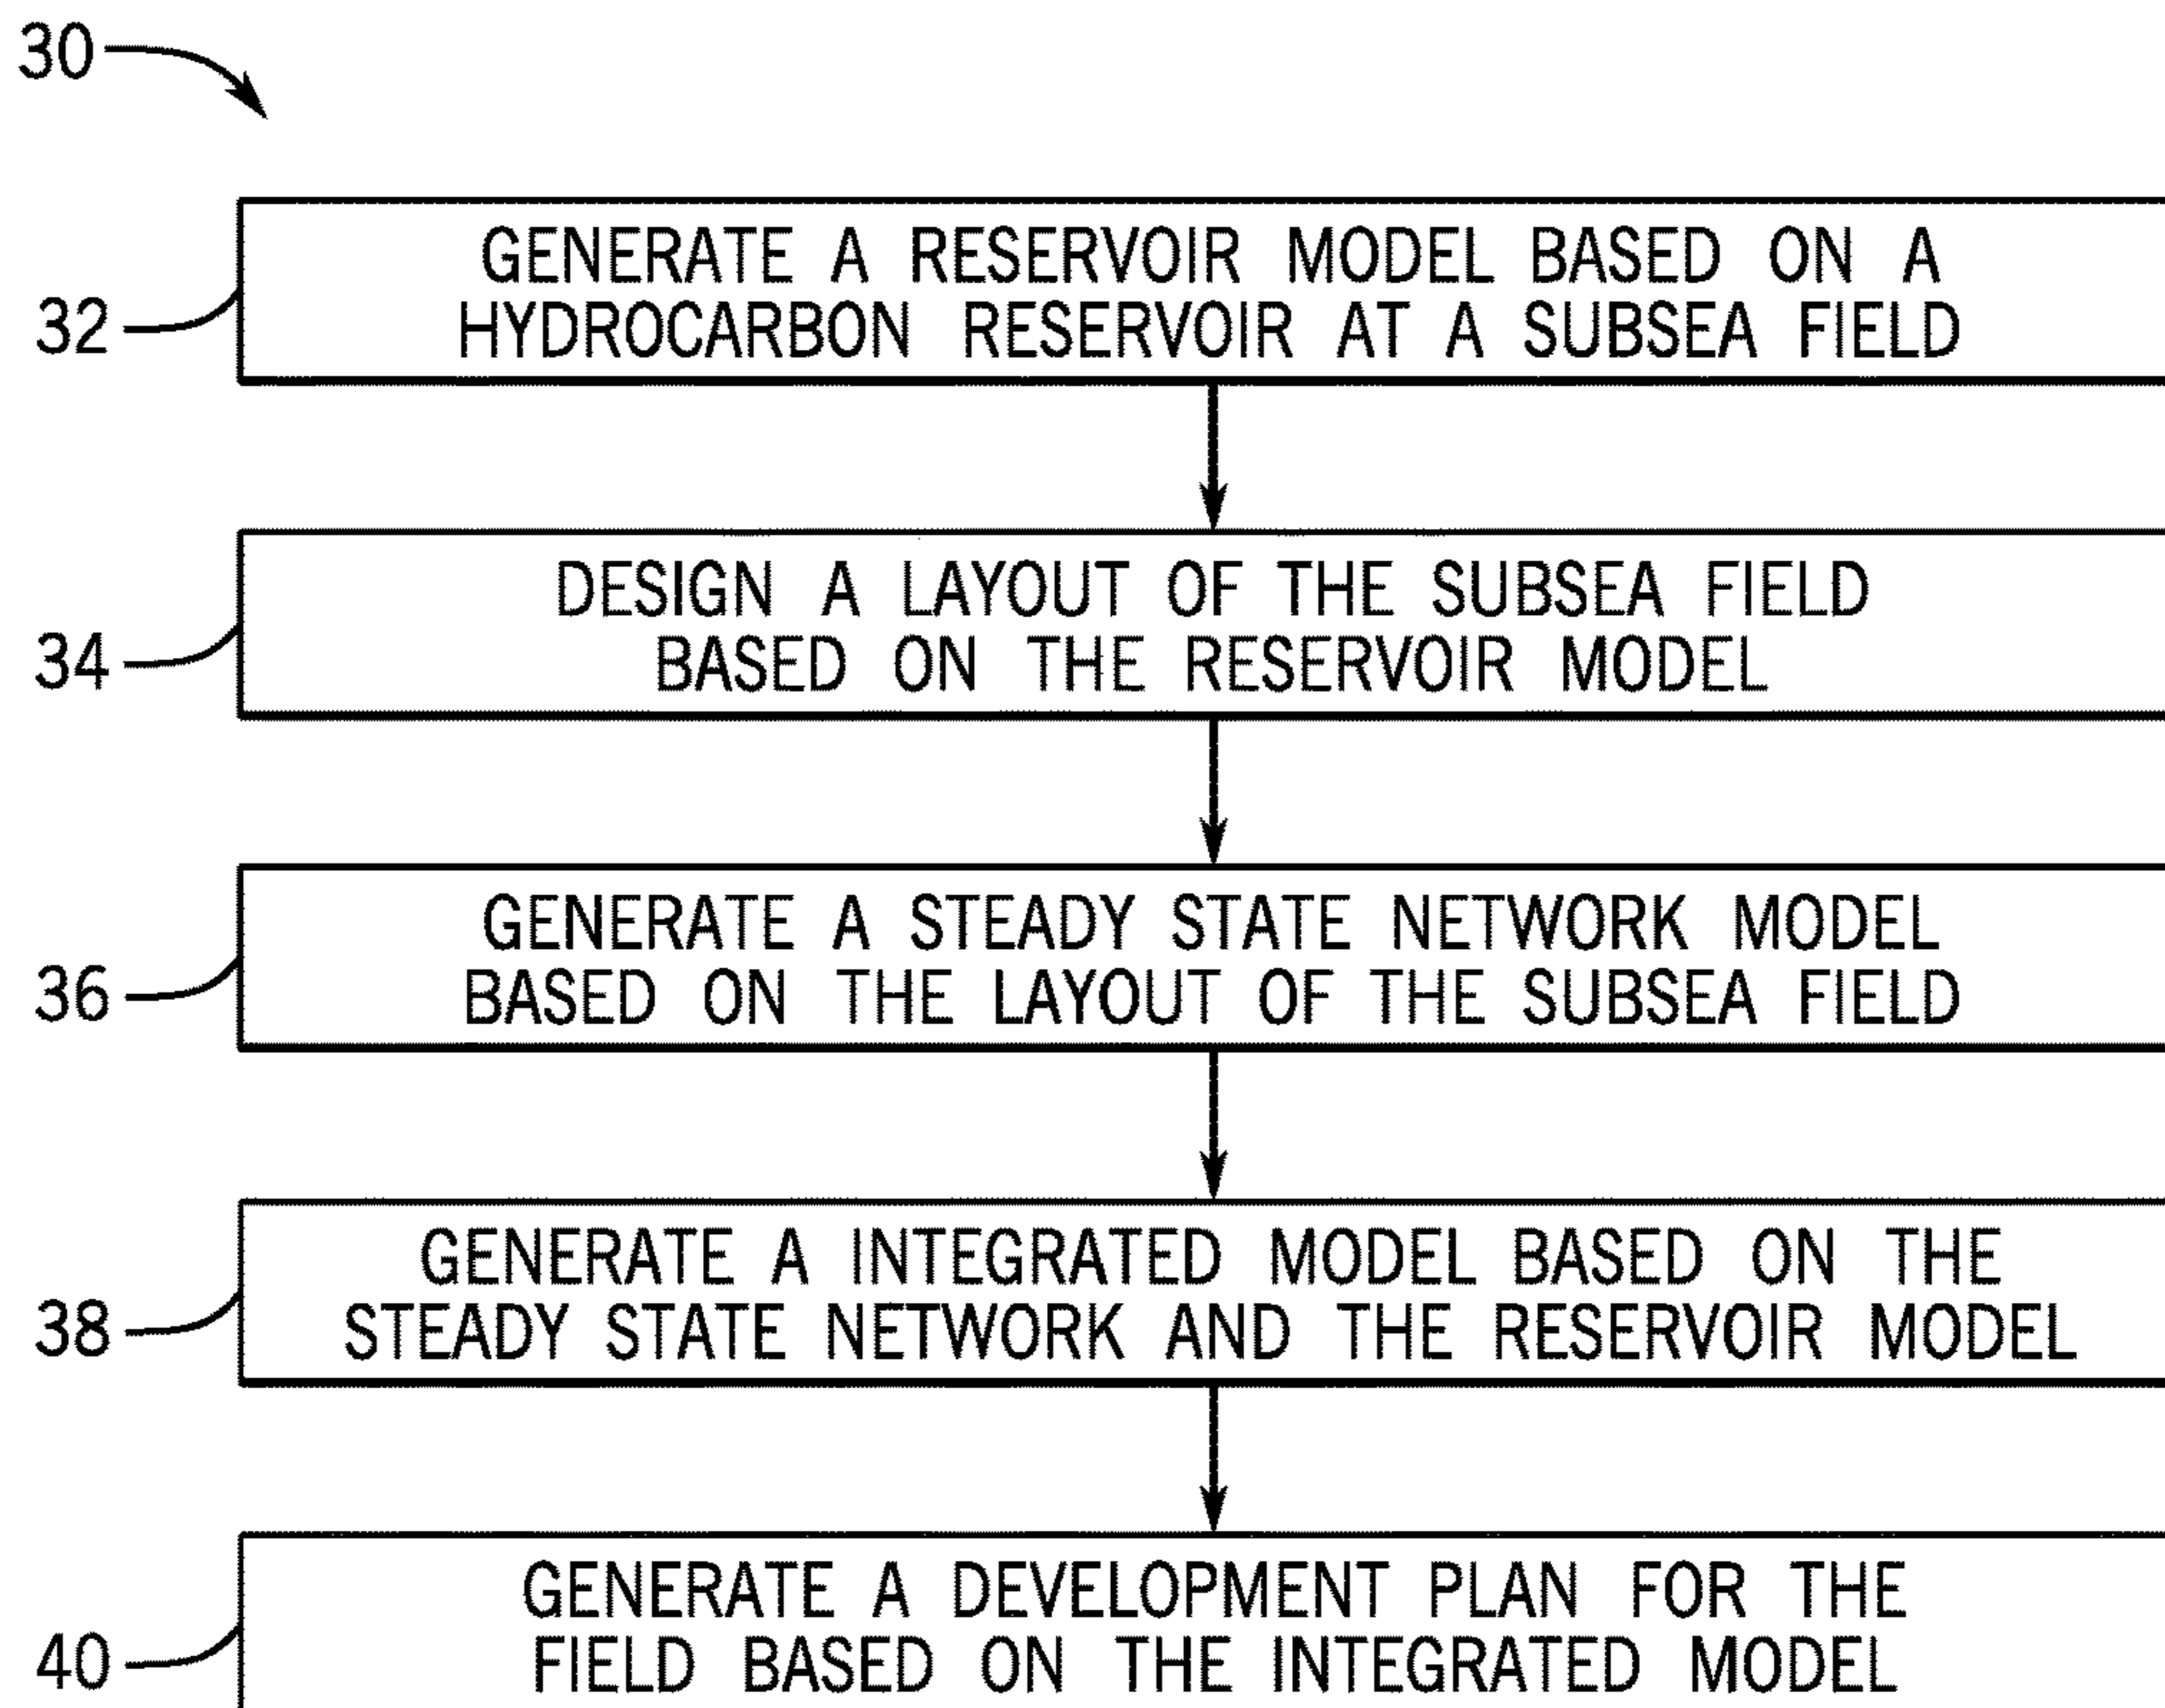 30
GENERATE A RESERVOIR MODEL BASED ON A
32
HYDROCARBON RESERVOIR AT A SUBSEA FIELD
DESIGN A LAYOUT OF THE SUBSEA FIELD
34
BASED ON THE RESERVOIR MODEL
GENERATE A STEADY STATE NETWORK MODEL
36
BASED ON THE LAYOUT OF THE SUBSEA FIELD
GENERATE A INTEGRATED MODEL BASED ON THE
38
STEADY STATE NETWORK AND THE RESERVOIR MODEL
GENERATE A DEVELOPMENT PLAN FOR THE
40
FIELD BASED ON THE INTEGRATED MODEL